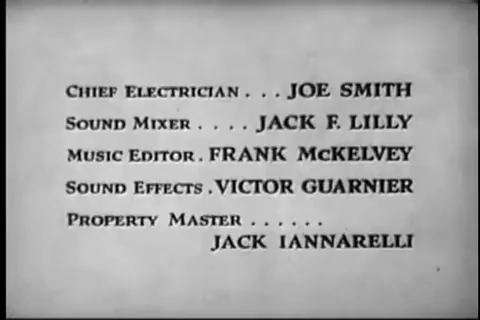 CHIEF ELECTRICIAN . . . JOE SMITH
SOUND MIXER . . . . JACK F. LILLY
MUSIC EDITOR . FRANK McKELVEY
SOUND EFFECTS . VICTOR GUARNIER
PROPERTY MASTER . . . . . .
JACK IANNARELLI